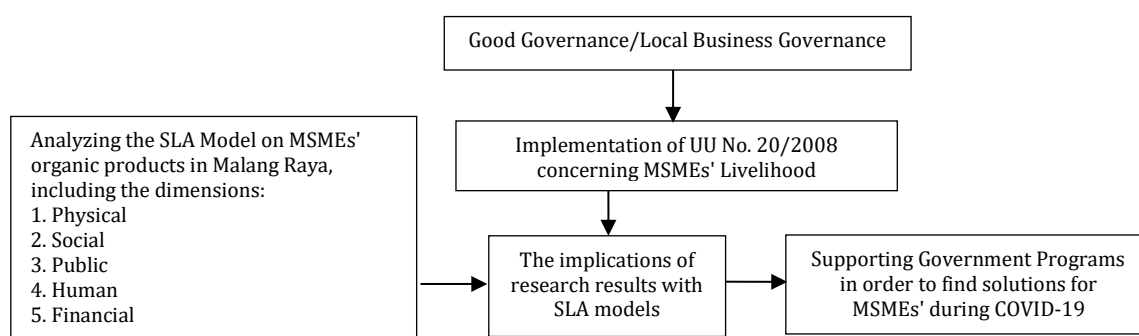 Good Governance/Local Business Governance
Analyzing the SLA Model on MSMEs'
organic products in Malang Raya,
including the dimensions:
1. Physical
2. Social
3. Public
4. Human
5. Financial
Implementation of UU No. 20/2008
concerning MSMEs' Livelihood
The implications of
research results with
SLA models
Supporting Government Programs
in order to find solutions for
MSMEs' during COVID-19